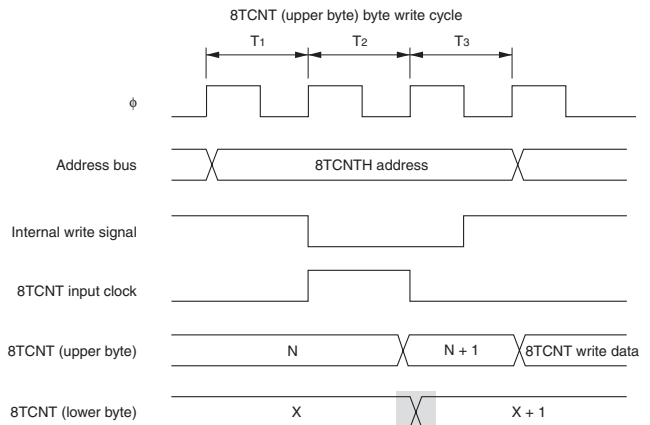 8TCNT (upper byte) byte write cycle
T1 T2 T3
ϕ
Address bus 8TCNTH address
Internal write signal
8TCNT input clock
8TCNT (upper byte) N N + 1 8TCNT write data
8TCNT (lower byte) X X + 1